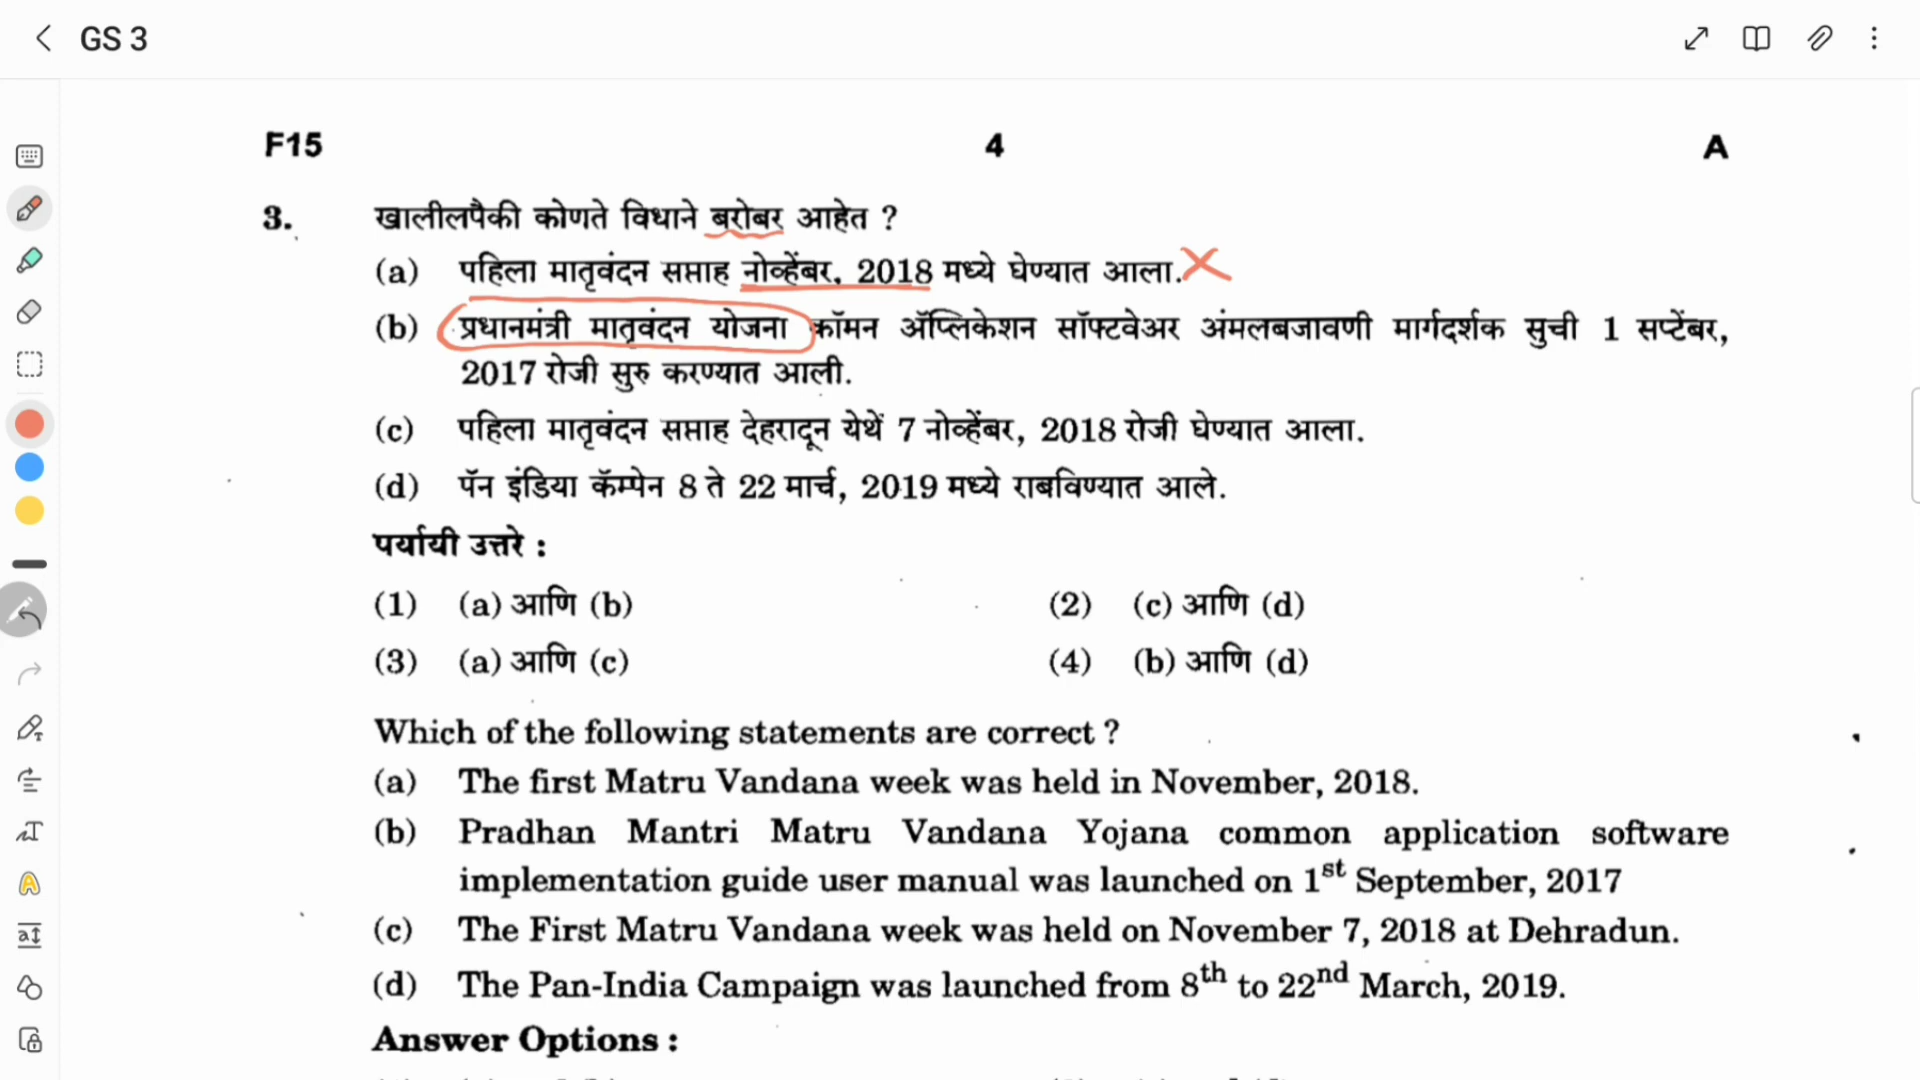 GS 3
F15 4 A
3. खालीलपैकी कोणते विधाने बरोबर आहेत ?
(a) पहिला मातृवंदन सप्ताह नोव्हेंबर, 2018 मध्ये घेण्यात आला.
(b) प्रधानमंत्री मातृवंदन योजना कॉमन ॲप्लिकेशन सॉफ्टवेअर अंमलबजावणी मार्गदर्शक सुची 1 सप्टेंबर,
2017 रोजी सुरु करण्यात आली.
(c) पहिला मातृवंदन सप्ताह देहरादून येथें 7 नोव्हेंबर, 2018 रोजी घेण्यात आला.
(d) पॅन इंडिया कॅम्पेन 8 ते 22 मार्च, 2019 मध्ये राबविण्यात आले.
पर्यायी उत्तरे :
(1) (a) आणि (b) (2) (c) आणि (d)
(3) (a) आणि (c) (4) (b) आणि (d)
Which of the following statements are correct ?
(a) The first Matru Vandana week was held in November, 2018.
(b) Pradhan Mantri Matru Vandana Yojana common application software
implementation guide user manual was launched on 1st September, 2017
(c) The First Matru Vandana week was held on November 7, 2018 at Dehradun.
(d) The Pan-India Campaign was launched from 8th to 22nd March, 2019.
Answer Options :